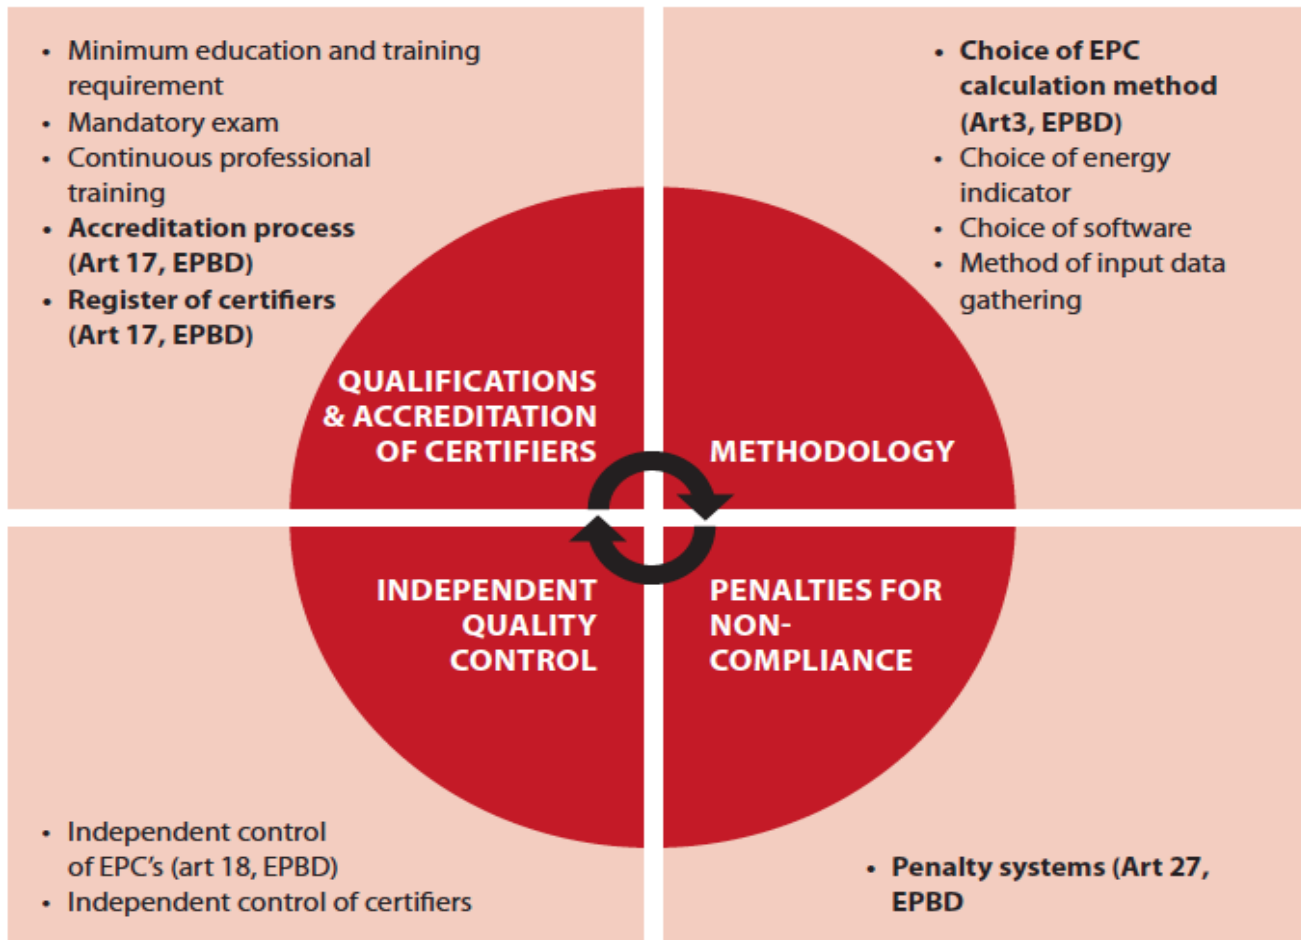 • Minimum education and training
requirement
• Mandatory exam
• Continuous professional
training
• Accreditation process
(Art 17, EPBD)
• Register of certifiers
(Art 17, EPBD)
QUALIFICATIONS
& ACCREDITATION
OF CERTIFIERS
• Choice of EPC
calculation method
(Art3, EPBD)
• Choice of energy
indicator
• Choice of software
• Method of input data
gathering
METHODOLOGY
INDEPENDENT
QUALITY
CONTROL
• Independent control
of EPC's (art 18, EPBD)
• Independent control of certifiers
PENALTIES FOR
NON-
COMPLIANCE
• Penalty systems (Art 27,
EPBD